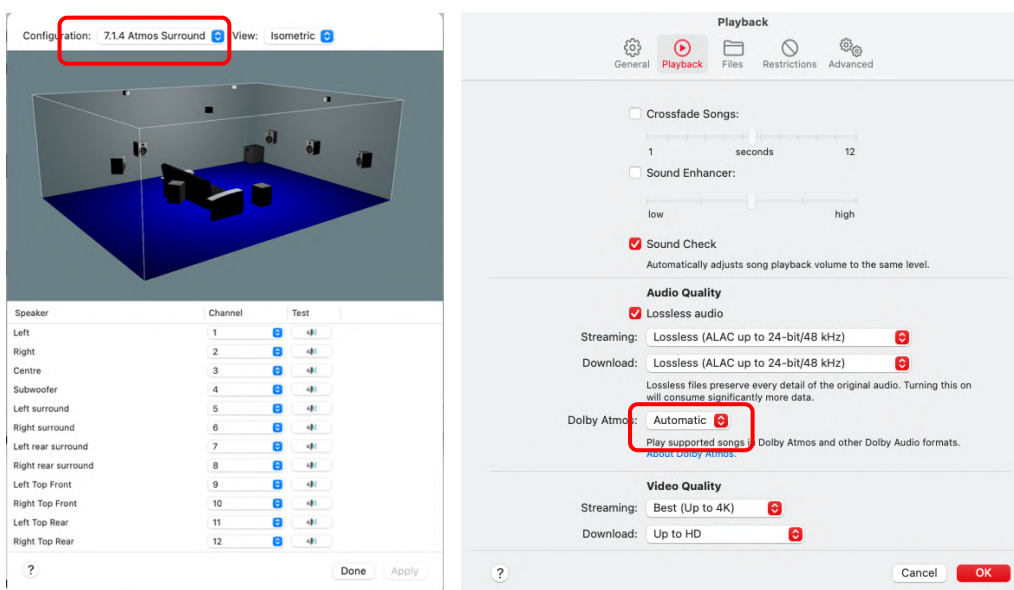 Configuration: 7.1.4 Atmos Surround View: Isometric
Speaker Channel Test
Left 1
Right 2
Centre 3
Subwoofer 4
Left surround 5
Right surround 6
Left rear surround 7
Right rear surround 8
Left Top Front 9
Right Top Front 10
Left Top Rear 11
Right Top Rear 12
? Done Apply
Playback
General Playback Files Restrictions Advanced
Crossfade Songs:
1 seconds 12
Sound Enhancer:
low high
Sound Check
Automatically adjusts song playback volume to the same level.
Audio Quality
Lossless audio
Streaming: Lossless (ALAC up to 24-bit/48 kHz)
Download: Lossless (ALAC up to 24-bit/48 kHz)
Lossless files preserve every detail of the original audio. Turning this on
will consume significantly more data.
Dolby Atmos: Automatic
Play supported songs in Dolby Atmos and other Dolby Audio formats.
About Dolby Atmos.
Video Quality
Streaming: Best (Up to 4K)
Download: Up to HD
? Cancel OK